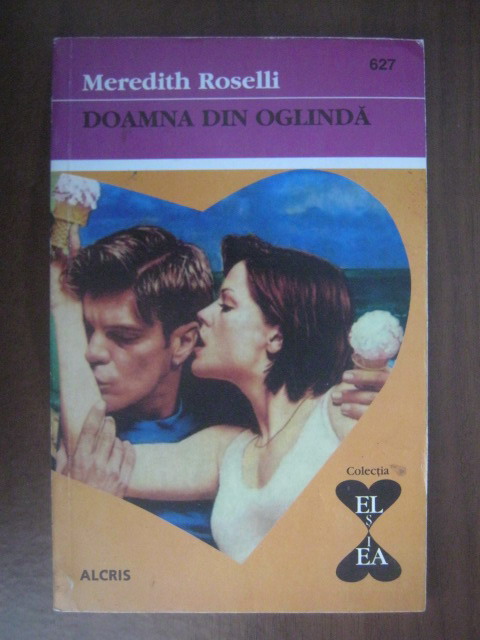 627
Meredith Roselli
DOAMNA DIN OGLINDĂ
Colecția
EL
ȘI
EA
ALCRIS